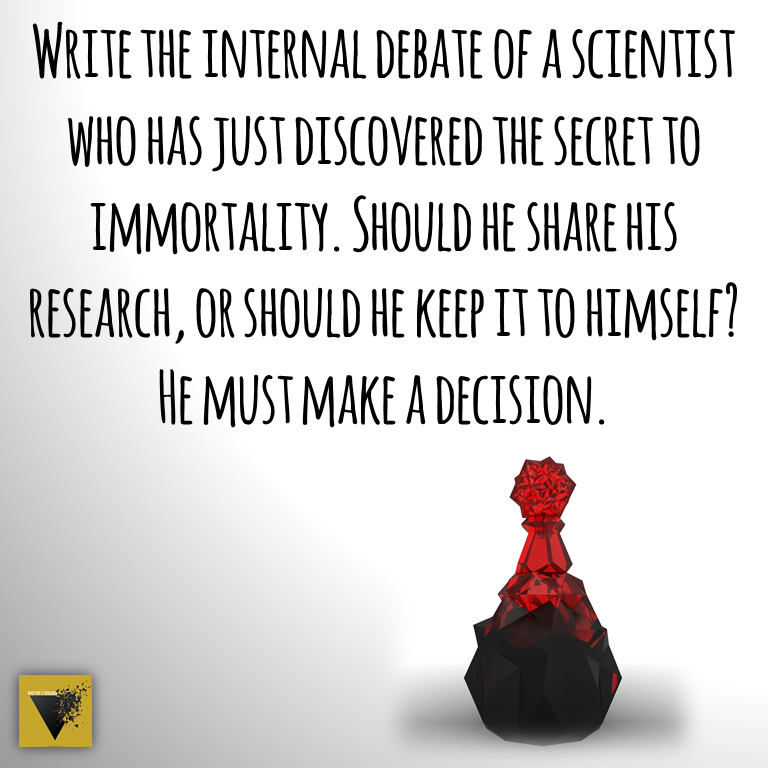 Write the internal debate of a scientist
who has just discovered the secret to
immortality. Should he share his
research, or should he keep it to himself?
He must make a decision.